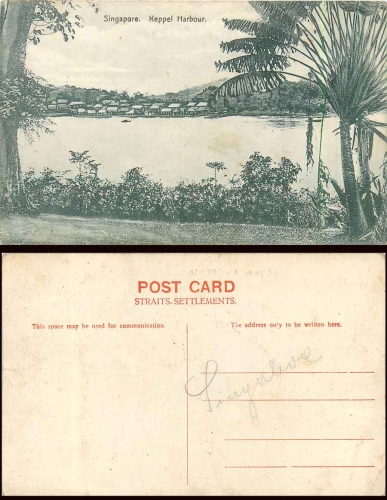 Singapore. Keppel Harbour.
POST CARD
STRAITS-SETTLEMENTS.
This space may be used for communication.
The address only to be written here.
Singapore